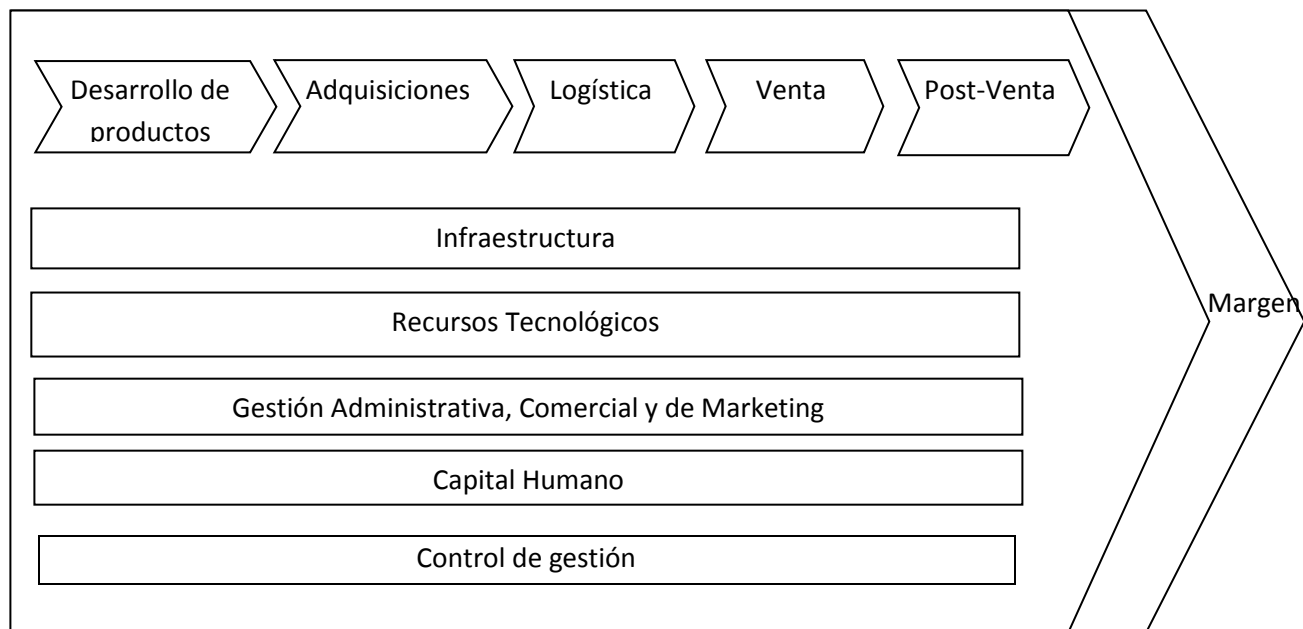 Desarrollo de
productos
Adquisiciones
Logística
Venta
Post-Venta
Infraestructura
Recursos Tecnológicos
Margen
Gestión Administrativa, Comercial y de Marketing
Capital Humano
Control de gestión